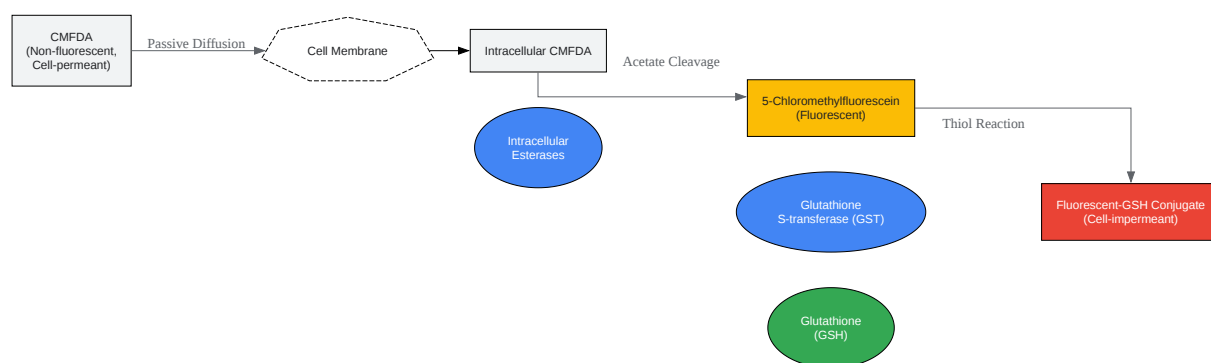 CMFDA
(Non-fluorescent,
Cell-permeant)
Passive Diffusion
Cell Membrane
Intracellular CMFDA
Acetate Cleavage
Intracellular
Esterases
5-Chloromethylfluorescein
(Fluorescent)
Thiol Reaction
Glutathione
S-transferase (GST)
Fluorescent-GSH Conjugate
(Cell-impermeant)
Glutathione
(GSH)